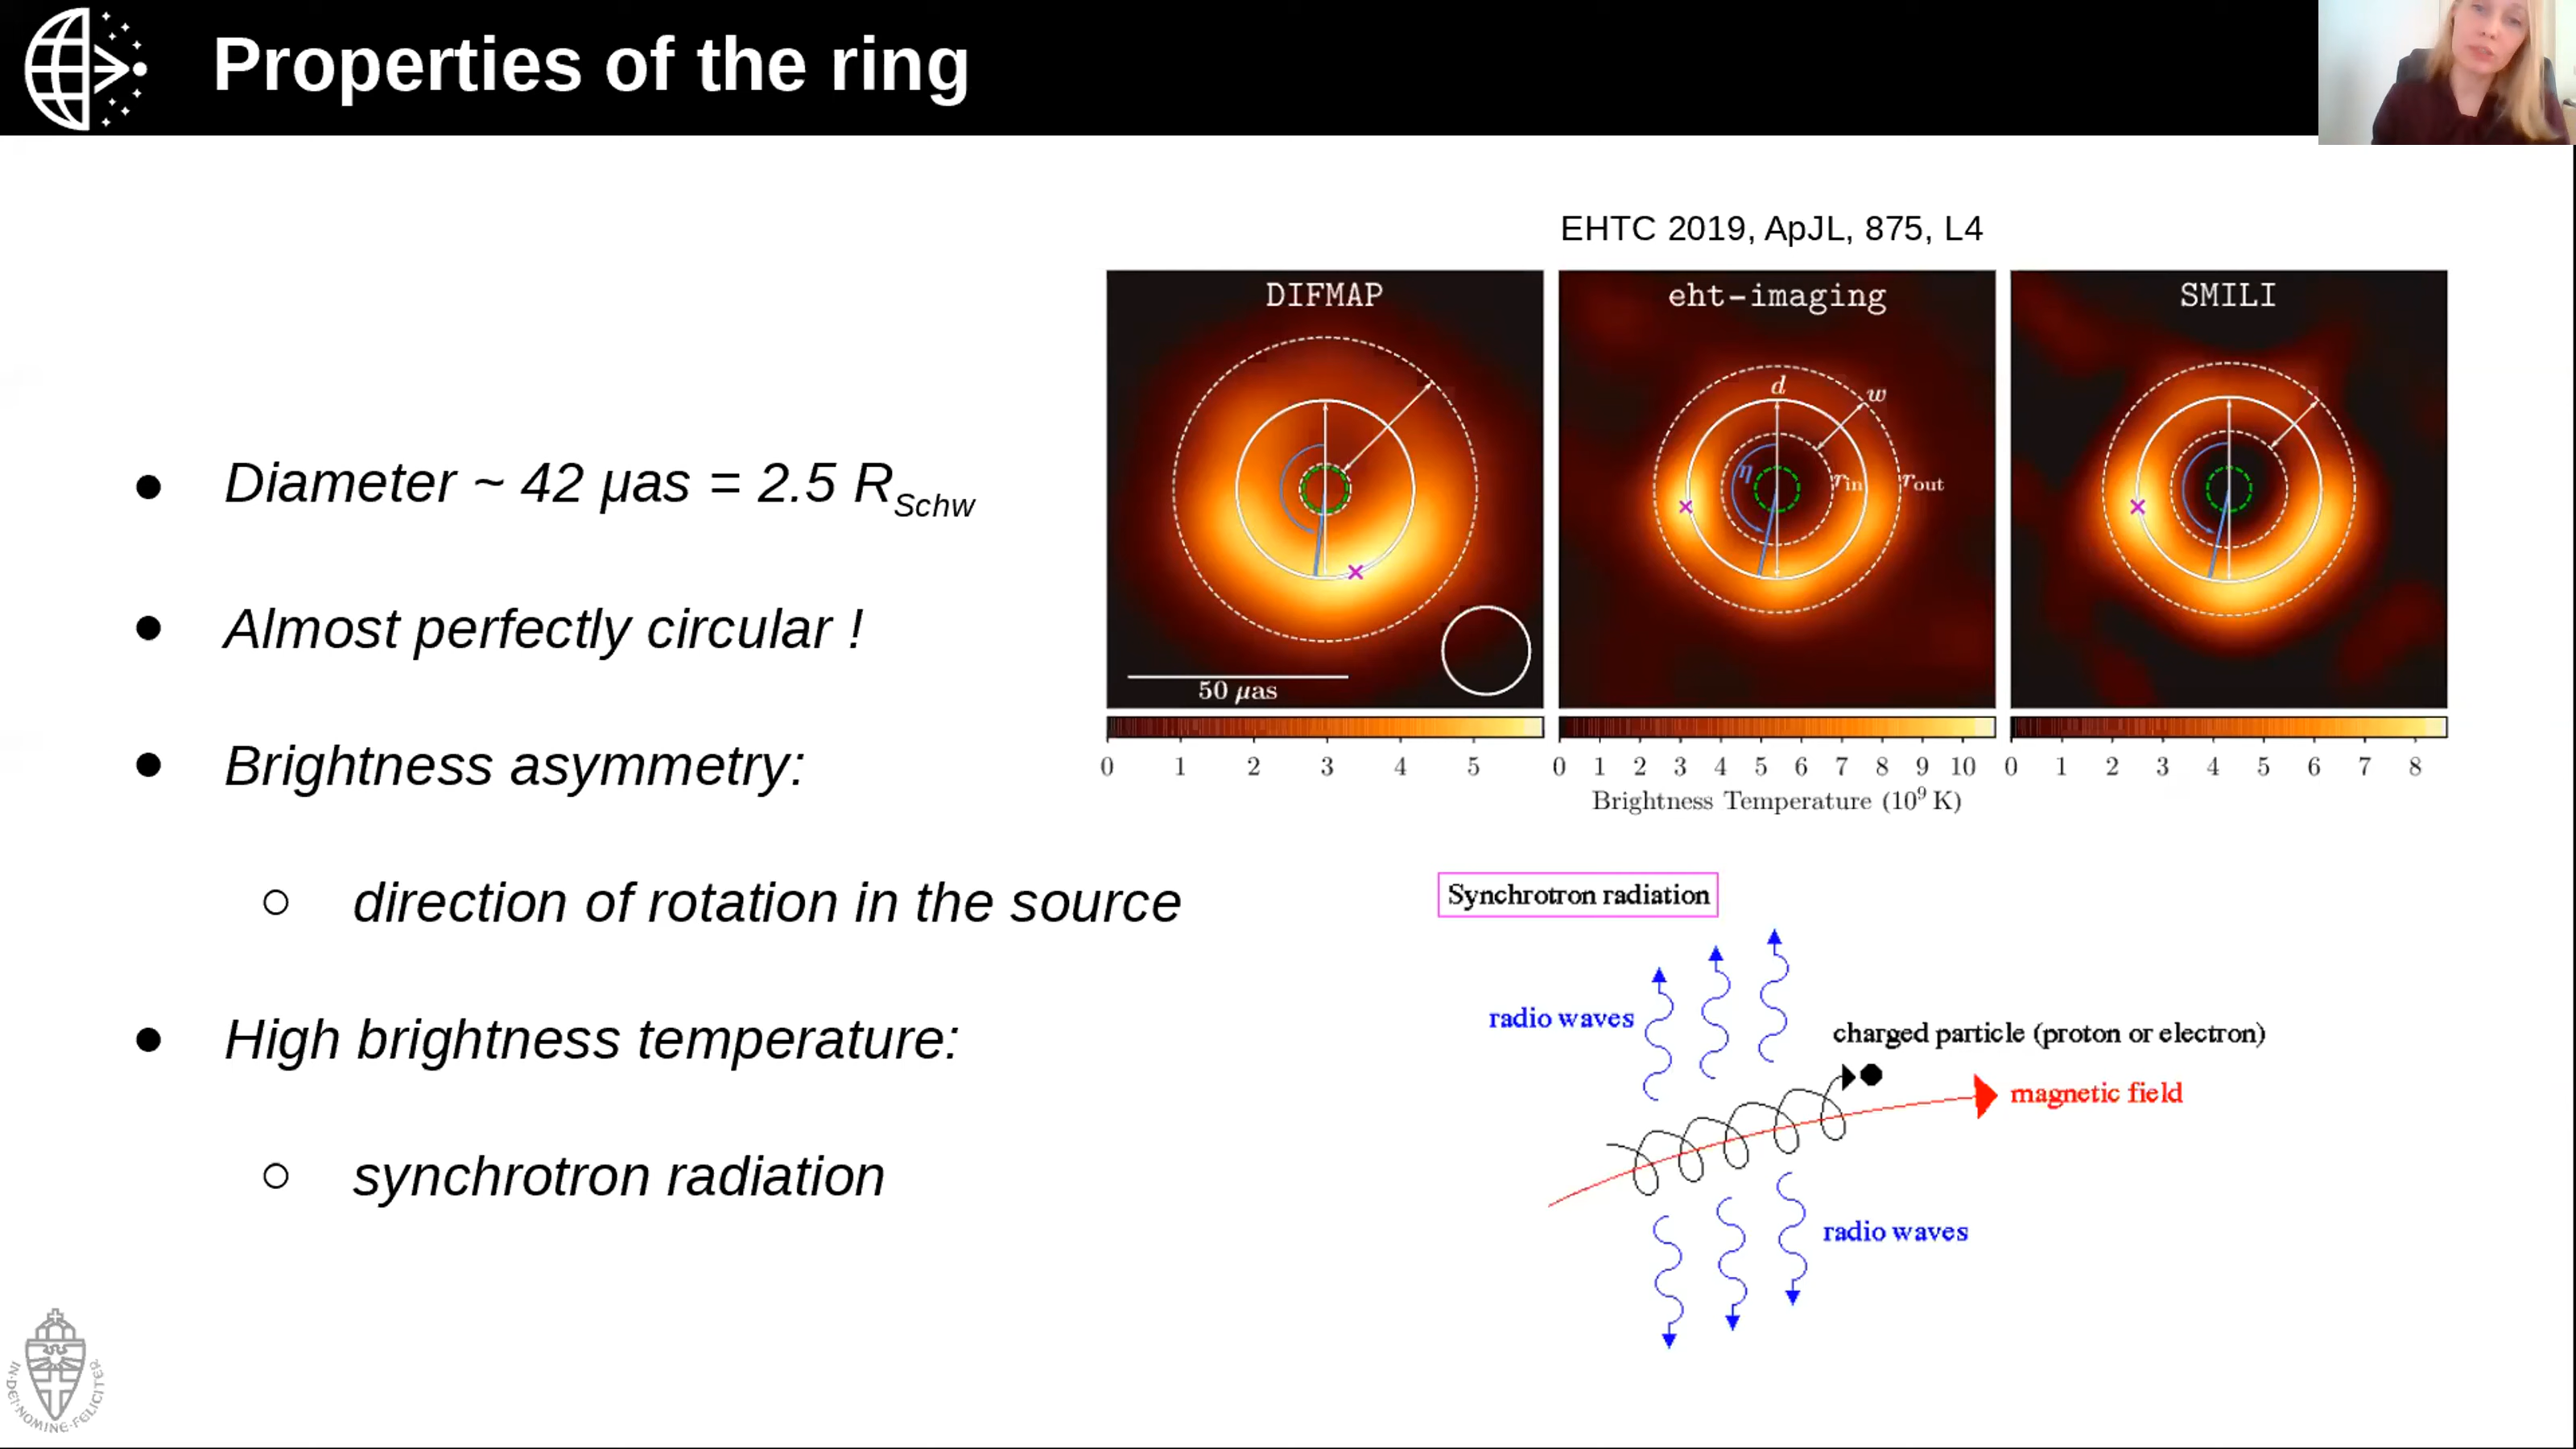 Properties of the ring
EHTC 2019, ApJL, 875, L4
DIFMAP
eht-imaging
SMILI
d
w
η
rin
rout
50 μas
0 1 2 3 4 5
0 1 2 3 4 5 6 7 8 9 10
0 1 2 3 4 5 6 7 8
Brightness Temperature (10⁹ K)
● Diameter ~ 42 μas = 2.5 RSchw
● Almost perfectly circular !
● Brightness asymmetry:
○ direction of rotation in the source
● High brightness temperature:
○ synchrotron radiation
Synchrotron radiation
radio waves
charged particle (proton or electron)
magnetic field
radio waves
IN·DEI·NOMINE·FELICITER